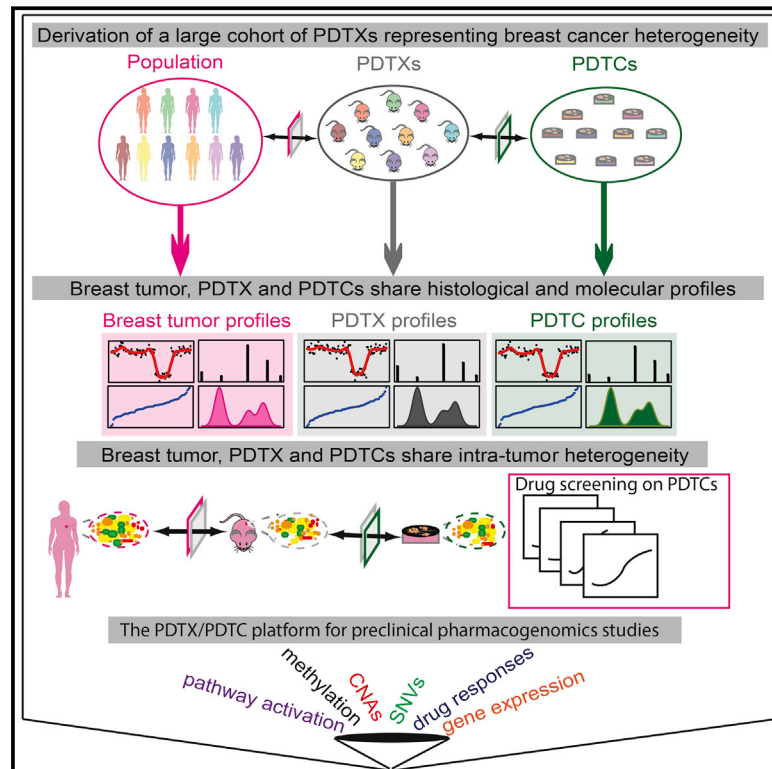 Derivation of a large cohort of PDTXs representing breast cancer heterogeneity
Population
PDTXs
PDTCs
Breast tumor, PDTX and PDTCs share histological and molecular profiles
Breast tumor profiles
PDTX profiles
PDTC profiles
Breast tumor, PDTX and PDTCs share intra-tumor heterogeneity
Drug screening on PDTCs
The PDTX/PDTC platform for preclinical pharmacogenomics studies
pathway activation
methylation
CNAs
SNVs
drug responses
gene expression